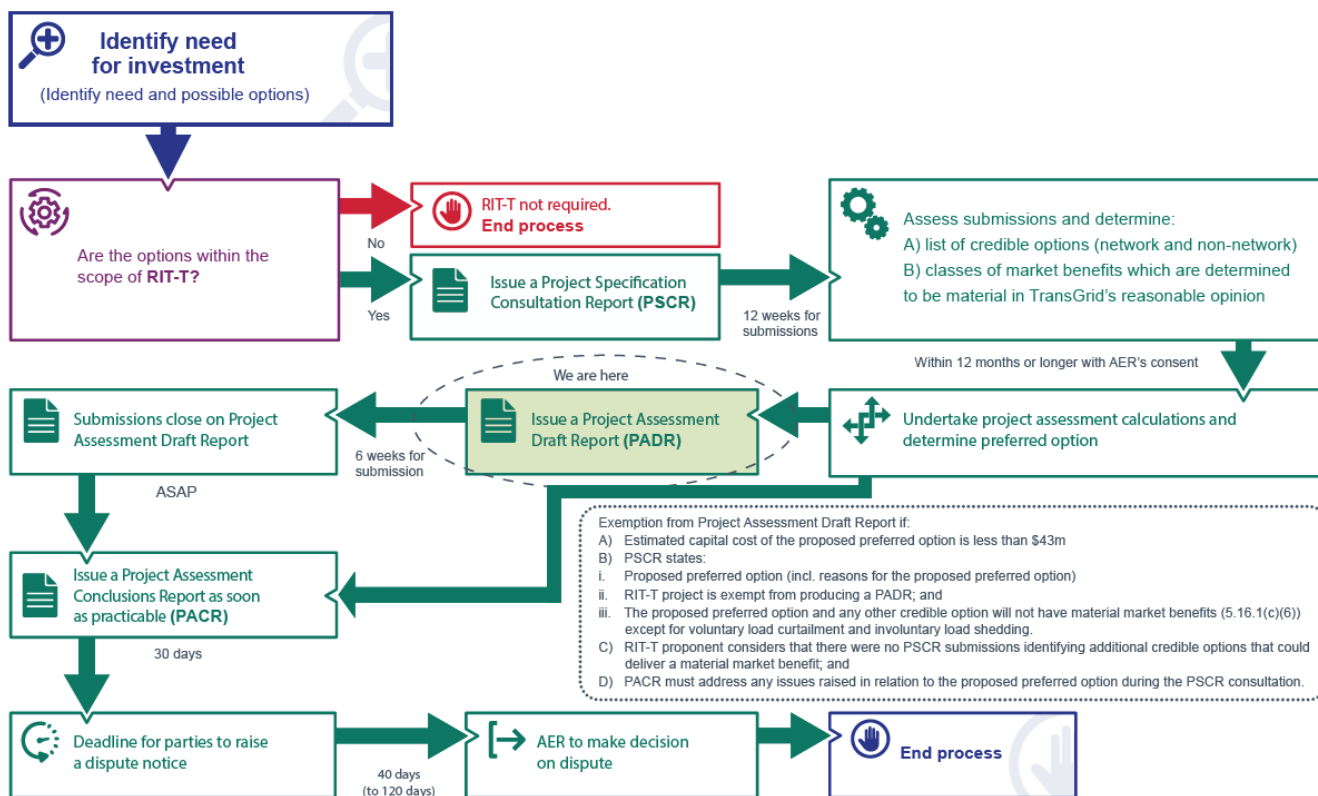 Identify need
for investment
(Identify need and possible options)
Are the options within the
scope of RIT-T?
No
Yes
RIT-T not required.
End process
Issue a Project Specification
Consultation Report (PSCR)
12 weeks for
submissions
Assess submissions and determine:
A) list of credible options (network and non-network)
B) classes of market benefits which are determined
to be material in TransGrid's reasonable opinion
Within 12 months or longer with AER's consent
Undertake project assessment calculations and
determine preferred option
We are here
Issue a Project Assessment
Draft Report (PADR)
6 weeks for
submission
Submissions close on Project
Assessment Draft Report
ASAP
Exemption from Project Assessment Draft Report if:
A) Estimated capital cost of the proposed preferred option is less than $43m
B) PSCR states:
i. Proposed preferred option (incl. reasons for the proposed preferred option)
ii. RIT-T project is exempt from producing a PADR; and
iii. The proposed preferred option and any other credible option will not have material market benefits (5.16.1(c)(6))
except for voluntary load curtailment and involuntary load shedding.
C) RIT-T proponent considers that there were no PSCR submissions identifying additional credible options that could
deliver a material market benefit; and
D) PACR must address any issues raised in relation to the proposed preferred option during the PSCR consultation.
Issue a Project Assessment
Conclusions Report as soon
as practicable (PACR)
30 days
Deadline for parties to raise
a dispute notice
40 days
(to 120 days)
AER to make decision
on dispute
End process